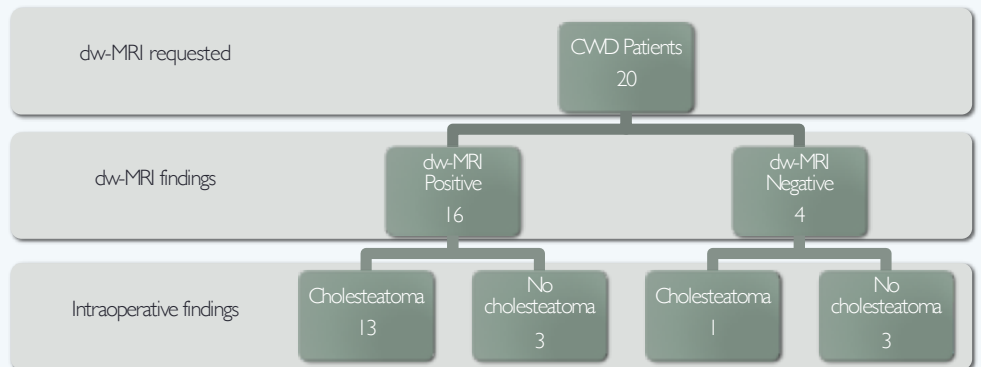 dw-MRI requested
CWD Patients
20
dw-MRI findings
dw-MRI
Positive
16
dw-MRI
Negative
4
Intraoperative findings
Cholesteatoma
13
No
cholesteatoma
3
Cholesteatoma
1
No
cholesteatoma
3